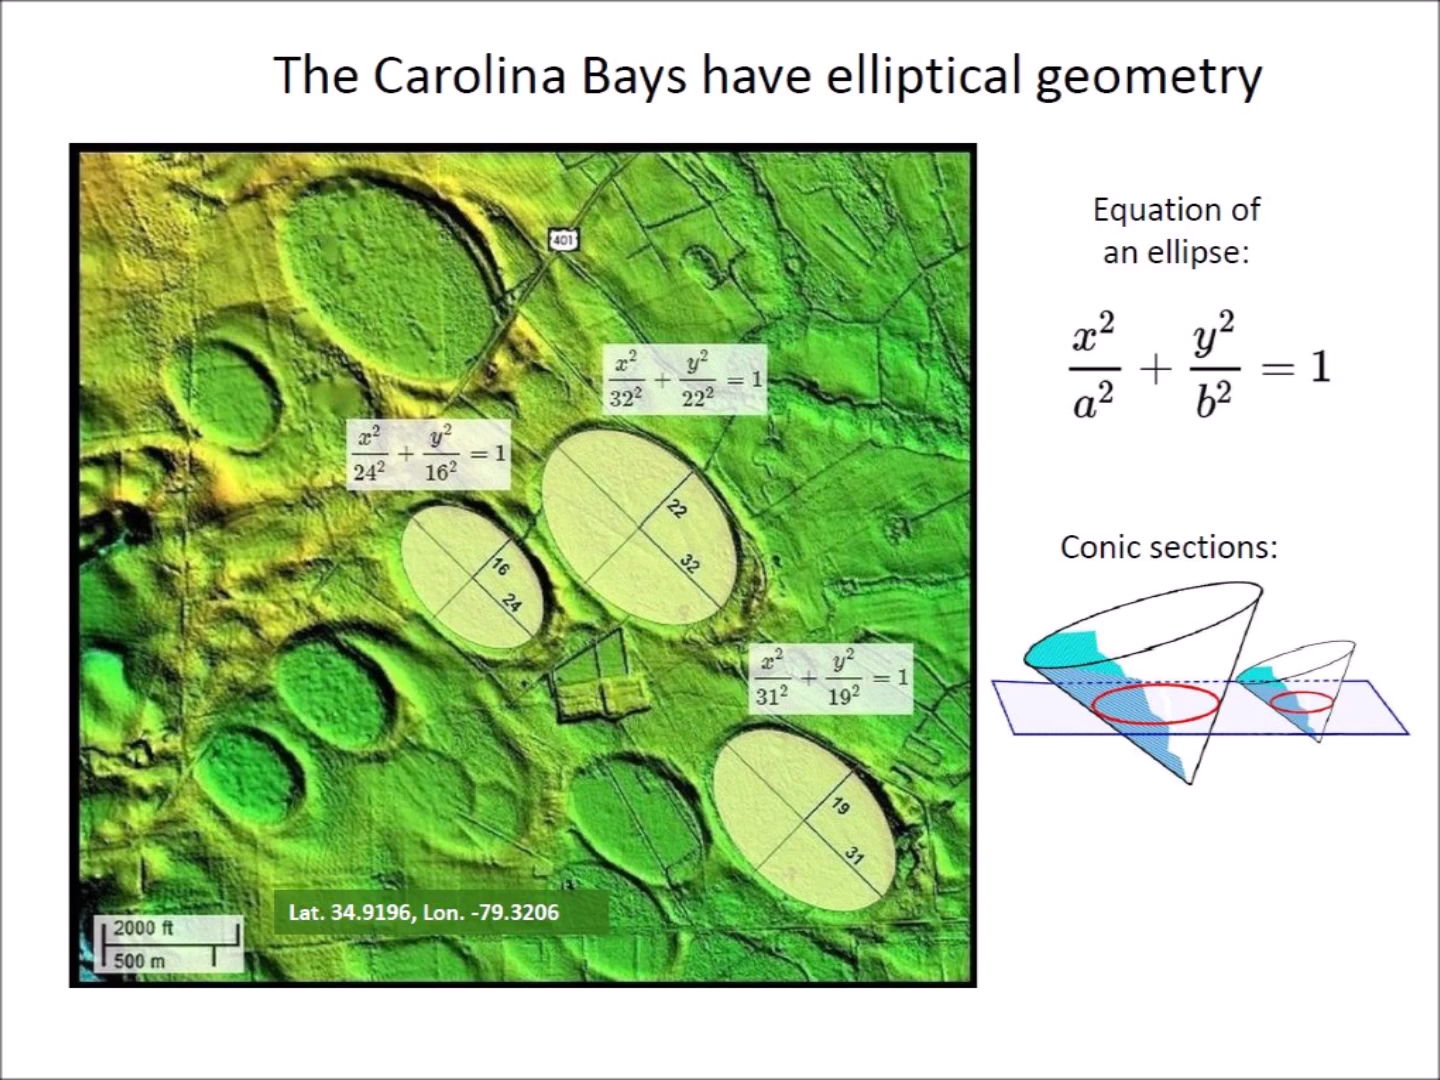 The Carolina Bays have elliptical geometry
Equation of
an ellipse:
x²/a² + y²/b² = 1
401
x²/32² + y²/22² = 1
x²/24² + y²/16² = 1
22
32
16
24
Conic sections:
x²/31² + y²/19² = 1
19
31
Lat. 34.9196, Lon. -79.3206
2000 ft
500 m